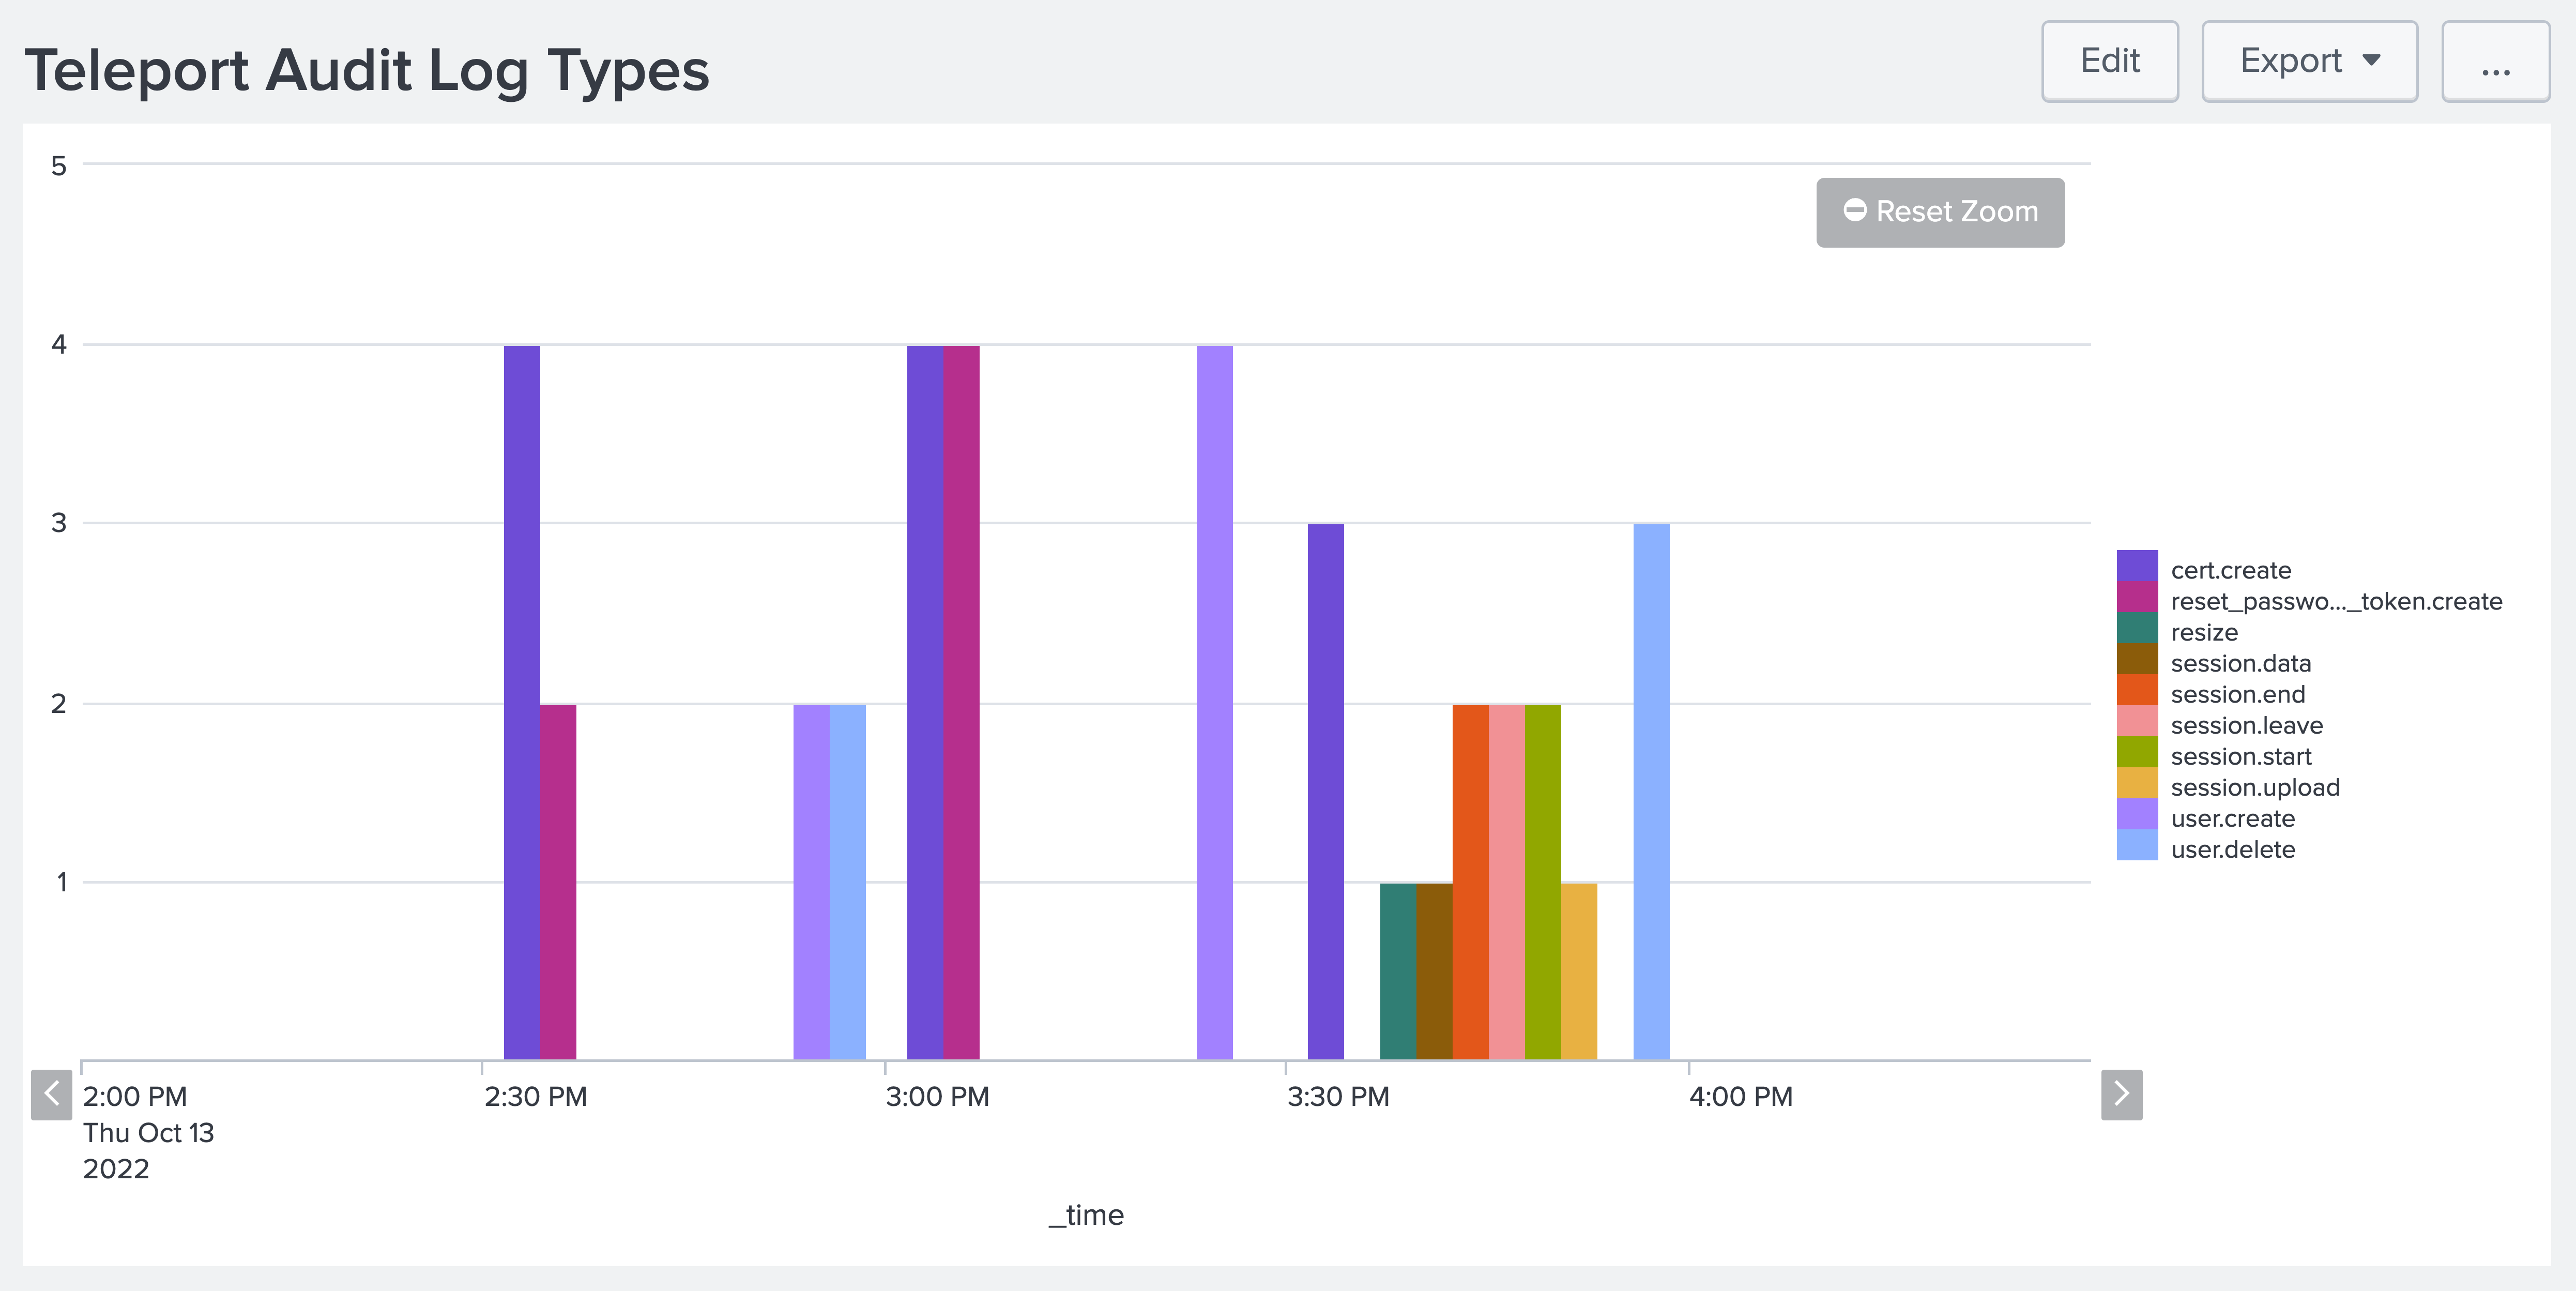 Teleport Audit Log Types
Edit
Export
...
5
Reset Zoom
4
3
2
1
cert.create
reset_passwo..._token.create
resize
session.data
session.end
session.leave
session.start
session.upload
user.create
user.delete
2:00 PM
Thu Oct 13
2022
2:30 PM
3:00 PM
3:30 PM
4:00 PM
_time